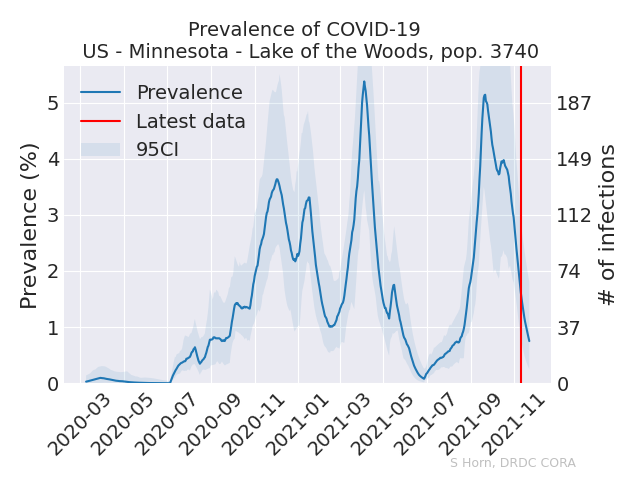 Prevalence of COVID-19
US - Minnesota - Lake of the Woods, pop. 3740
Prevalence
Latest data
95CI
Prevalence (%)
5
4
3
2
1
0
187
149
112
74
37
0
# of infections
2020-03
2020-05
2020-07
2020-09
2020-11
2021-01
2021-03
2021-05
2021-07
2021-09
2021-11
S Horn, DRDC CORA